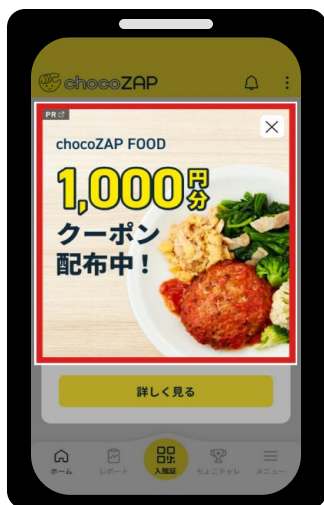 chocoZAP
PR
chocoZAP FOOD
1,000円分
クーポン
配布中！
詳しく見る
ホーム
レポート
入館証
ちょこチャレ
メニュー